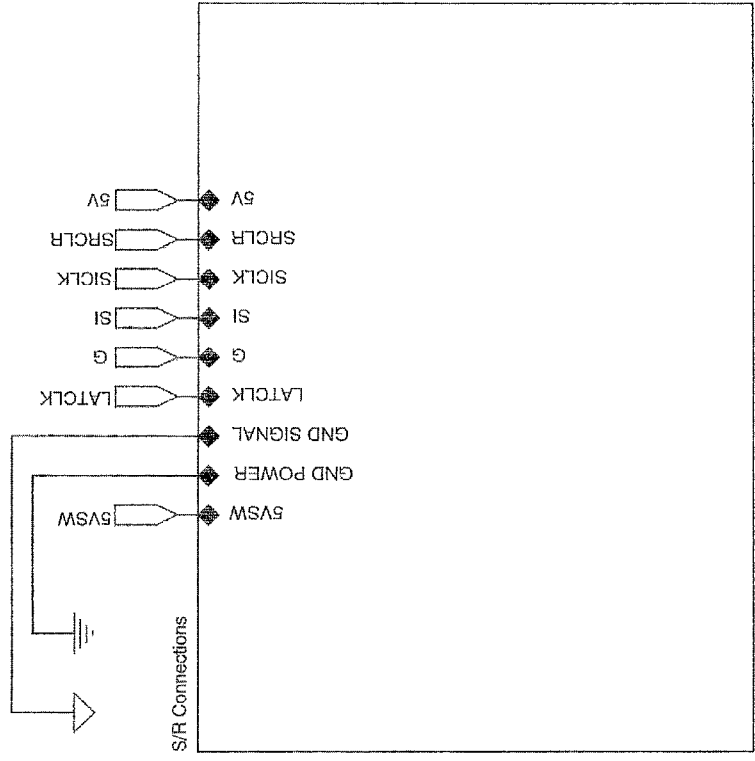 5V 5V
SRCLR SRCLR
SICLK SICLK
SI SI
G G
LATCLK LATCLK
GND SIGNAL
GND POWER
5VSW 5VSW
S/R Connections